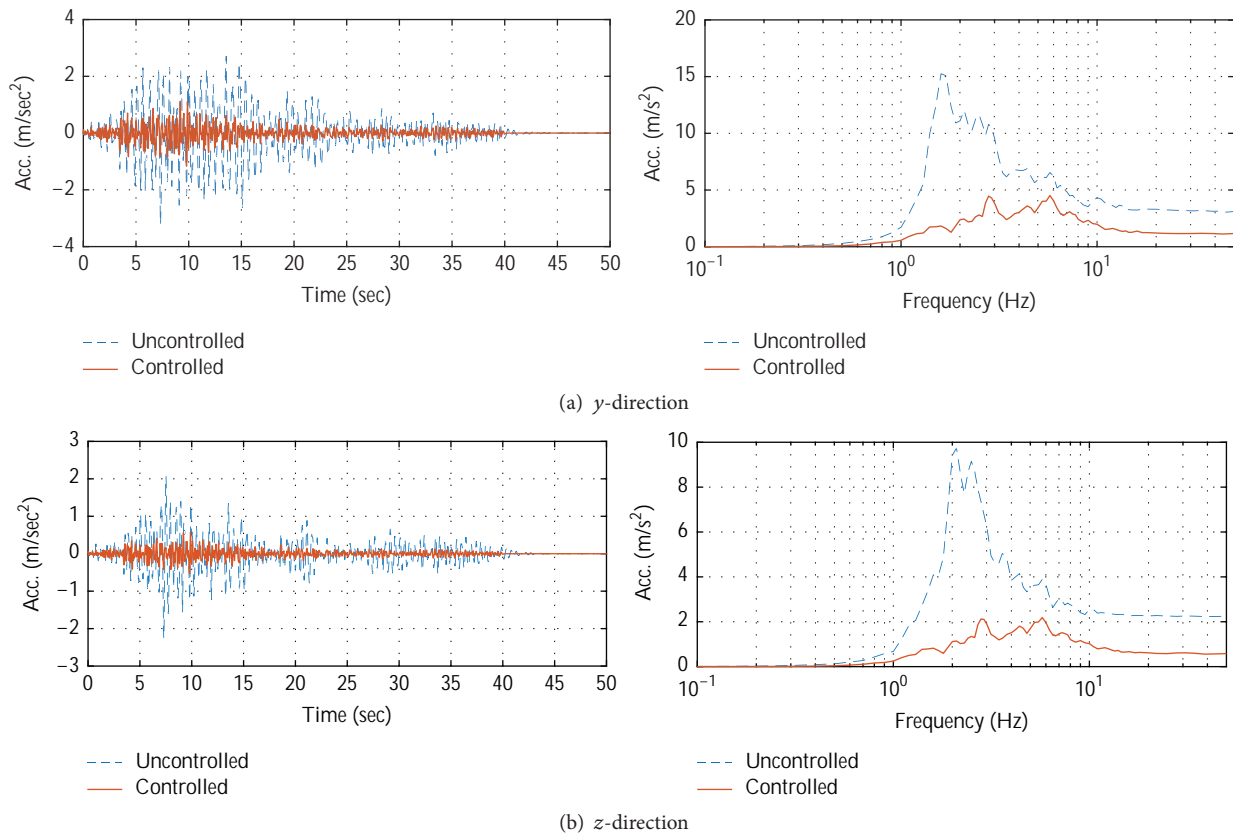 4
2
0
−2
−4
Acc. (m/sec²)
0 5 10 15 20 25 30 35 40 45 50
Time (sec)
Uncontrolled
Controlled
20
15
10
5
0
Acc. (m/s²)
10⁻¹ 10⁰ 10¹
Frequency (Hz)
Uncontrolled
Controlled
(a) y-direction
3
2
1
0
−1
−2
−3
Acc. (m/sec²)
0 5 10 15 20 25 30 35 40 45 50
Time (sec)
Uncontrolled
Controlled
10
8
6
4
2
0
Acc. (m/s²)
10⁻¹ 10⁰ 10¹
Frequency (Hz)
Uncontrolled
Controlled
(b) z-direction